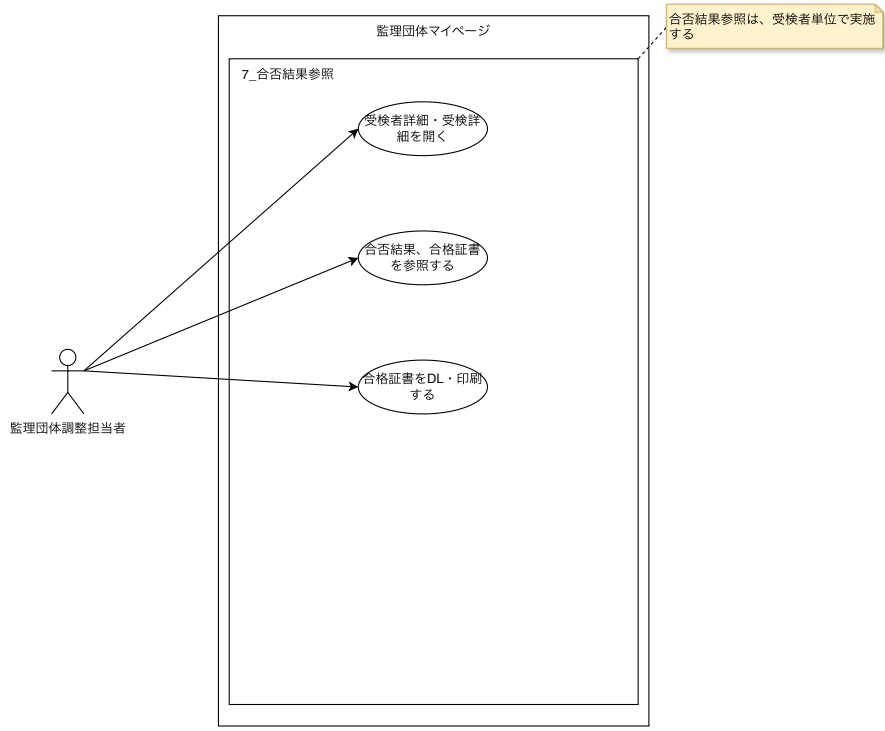 監理団体マイページ
合否結果参照は、受検者単位で実施
する
7_合否結果参照
受検者詳細・受検詳
細を開く
合否結果、合格証書
を参照する
合格証書をDL・印刷
する
監理団体調整担当者